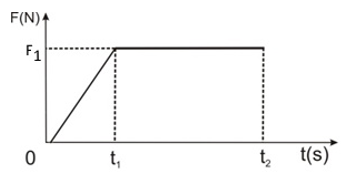 F(N)
F₁
0 t₁ t₂ t(s)